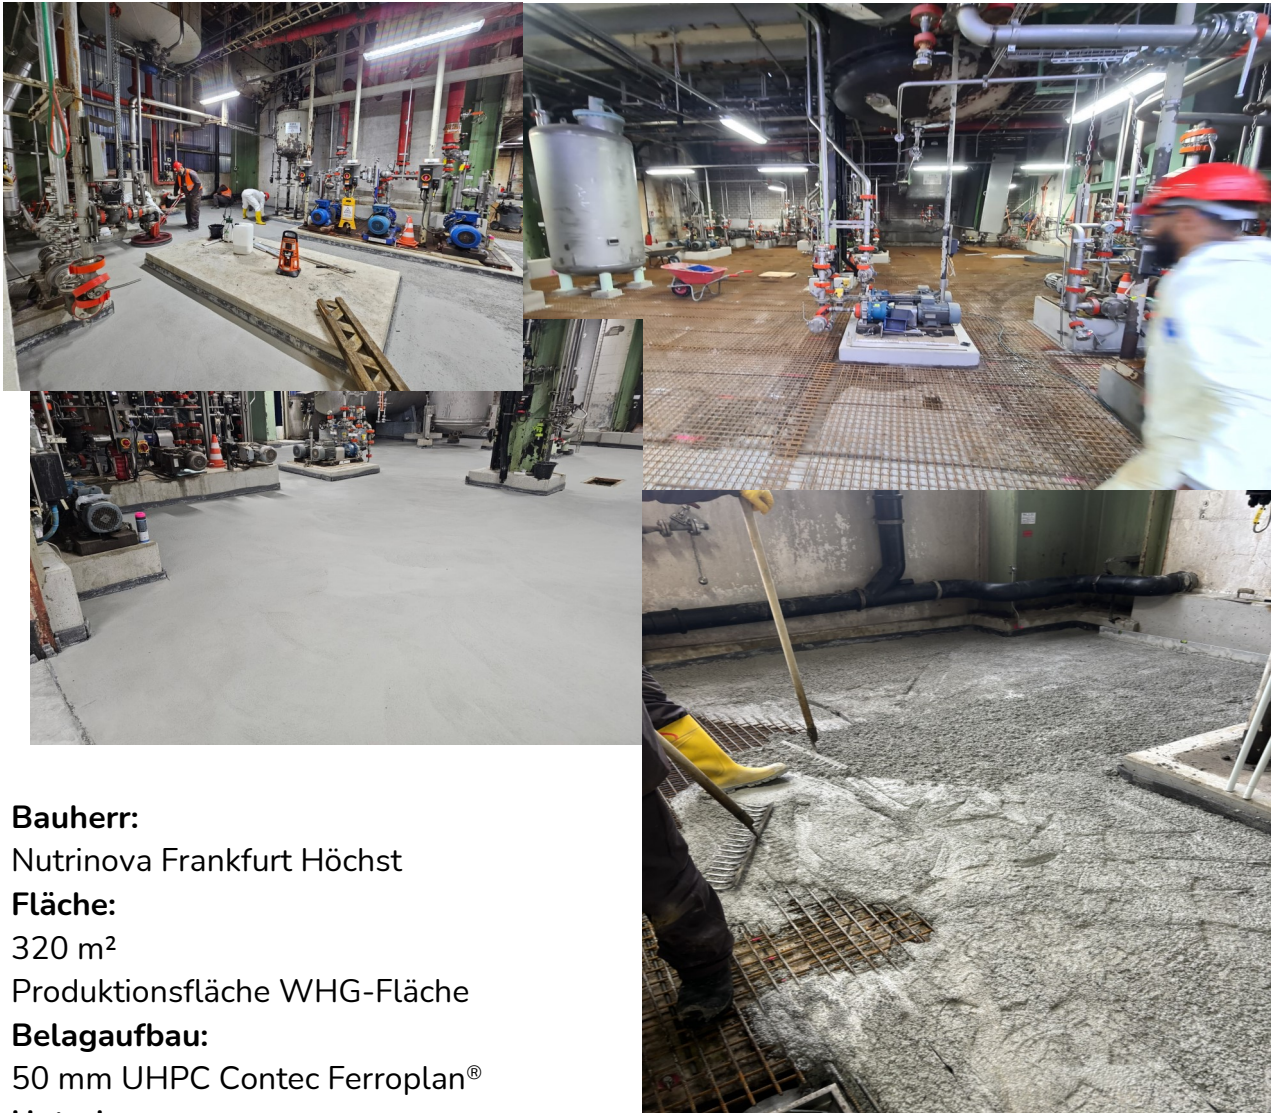 Bauherr:
Nutrinova Frankfurt Höchst
Fläche:
320 m²
Produktionsfläche WHG-Fläche
Belagaufbau:
50 mm UHPC Contec Ferroplan®